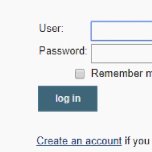 User:
Password:
Remember m
log in
Create an account if you